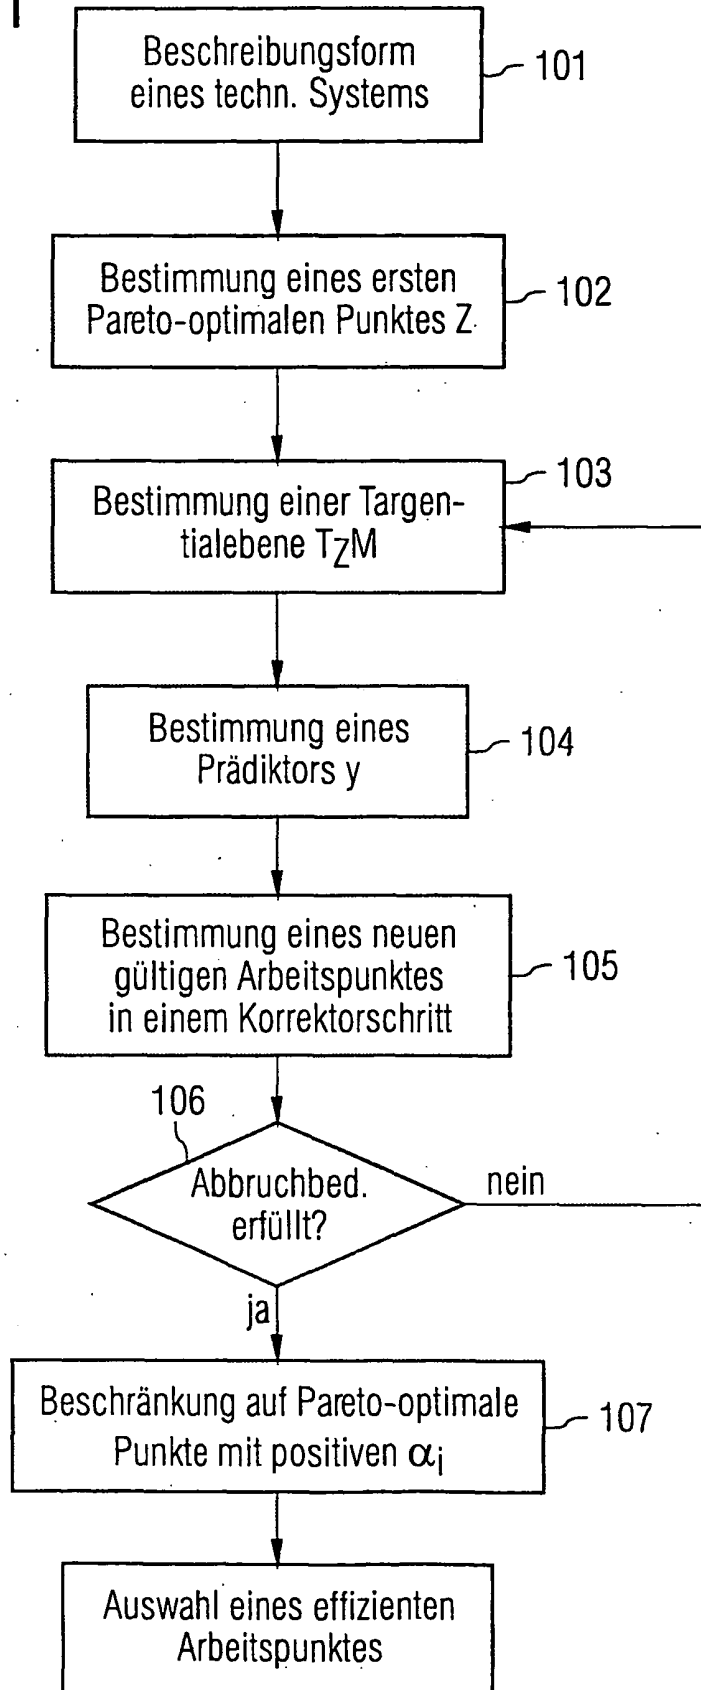 Beschreibungsform
eines techn. Systems
101
Bestimmung eines ersten
Pareto-optimalen Punktes Z
102
103
Bestimmung einer Targen-
tialebene TZM
Bestimmung eines
Prädiktors y
104
Bestimmung eines neuen
gültigen Arbeitspunktes
in einem Korrektorschritt
105
106
Abbruchbed.
erfüllt?
nein
ja
Beschränkung auf Pareto-optimale
Punkte mit positiven αi
107
Auswahl eines effizienten
Arbeitspunktes